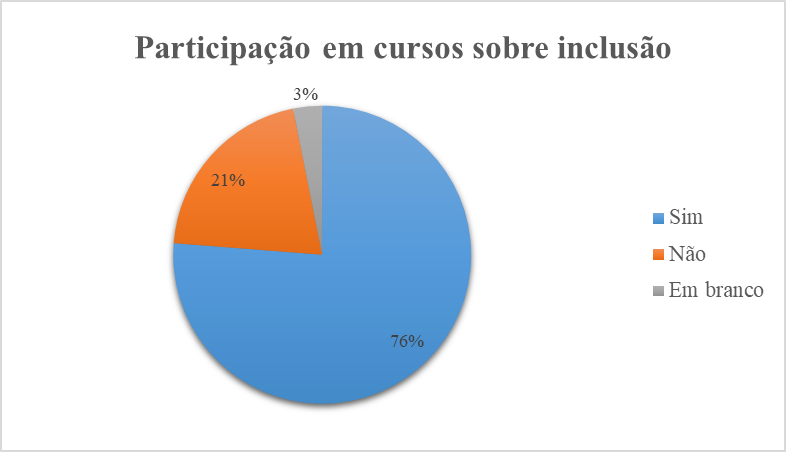 Participação em cursos sobre inclusão
3%
21%
76%
Sim
Não
Em branco